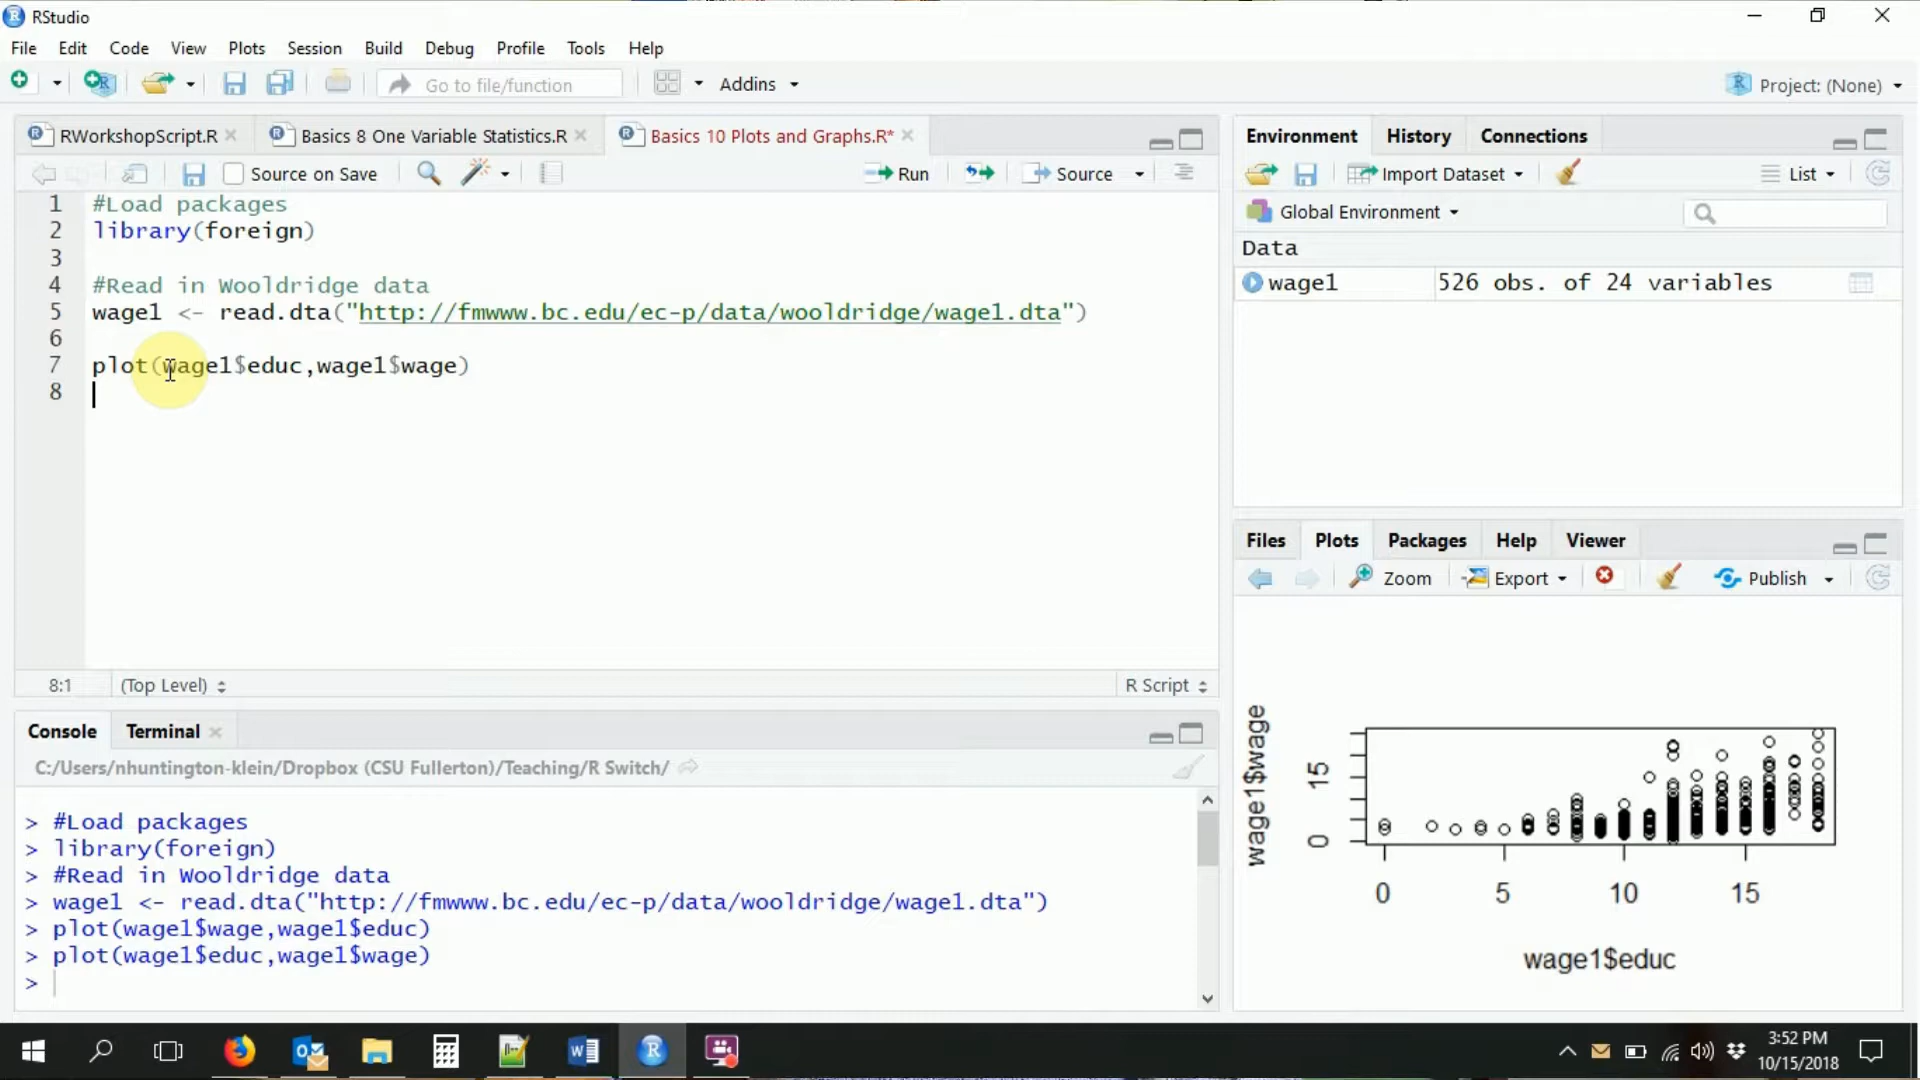 RStudio
File Edit Code View Plots Session Build Debug Profile Tools Help
Go to file/function Addins Project: (None)
RWorkshopScript.R Basics 8 One Variable Statistics.R Basics 10 Plots and Graphs.R*
Source on Save Run Source
1 #Load packages
2 library(foreign)
3
4 #Read in Wooldridge data
5 wage1 <- read.dta("http://fmwww.bc.edu/ec-p/data/wooldridge/wage1.dta")
6
7 plot(wage1$educ,wage1$wage)
8
8:1 (Top Level) R Script
Console Terminal
C:/Users/nhuntington-klein/Dropbox (CSU Fullerton)/Teaching/R Switch/
> #Load packages
> library(foreign)
> #Read in Wooldridge data
> wage1 <- read.dta("http://fmwww.bc.edu/ec-p/data/wooldridge/wage1.dta")
> plot(wage1$wage,wage1$educ)
> plot(wage1$educ,wage1$wage)
>
Environment History Connections
Import Dataset List
Global Environment
Data
wage1 526 obs. of 24 variables
Files Plots Packages Help Viewer
Zoom Export Publish
wage1$wage
15
0
0 5 10 15
wage1$educ
3:52 PM
10/15/2018